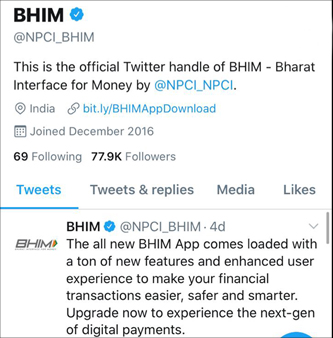 BHIM
@NPCI_BHIM
This is the official Twitter handle of BHIM - Bharat
Interface for Money by @NPCI_NPCI.
India bit.ly/BHIMAppDownload
Joined December 2016
69 Following 77.9K Followers
Tweets Tweets & replies Media Likes
BHIM @NPCI_BHIM · 4d
BHIM
The all new BHIM App comes loaded with
a ton of new features and enhanced user
experience to make your financial
transactions easier, safer and smarter.
Upgrade now to experience the next-gen
of digital payments.